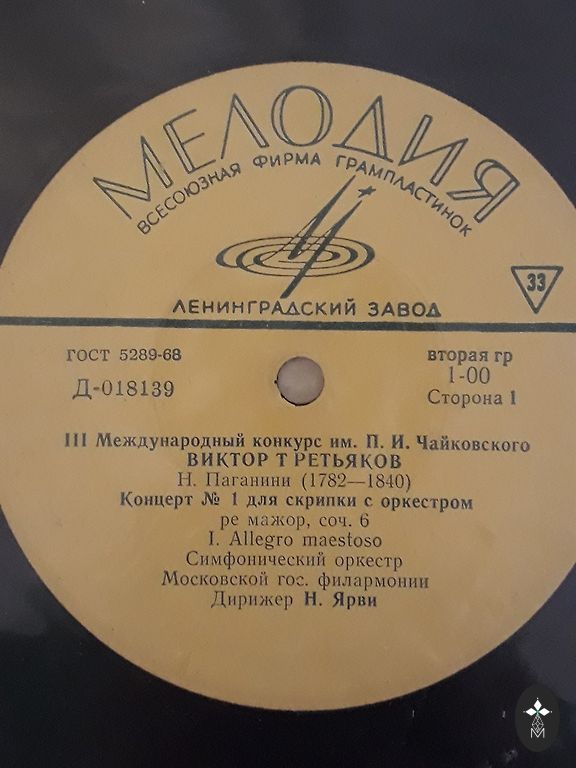 МЕЛОДИЯ
ВСЕСОЮЗНАЯ ФИРМА ГРАМПЛАСТИНОК
ЛЕНИНГРАДСКИЙ ЗАВОД
33
ГОСТ 5289-68
Д-018139
вторая гр
1-00
Сторона 1
III Международный конкурс им. П. И. Чайковского
ВИКТОР Т РЕТЬЯКОВ
Н. Паганини (1782—1840)
Концерт № 1 для скрипки с оркестром
ре мажор, соч. 6
I. Allegro maestoso
Симфонический оркестр
Московской гос. филармонии
Дирижер Н. Ярви
М